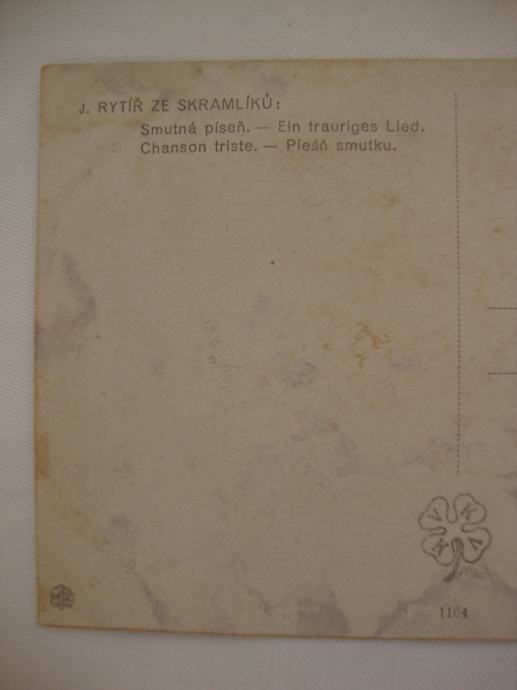 J. RYTÍŘ ZE SKRAMLÍKŮ:
Smutná píseň. — Ein trauriges Lied.
Chanson triste. — Pieśń smutku.
V K
K V
1164